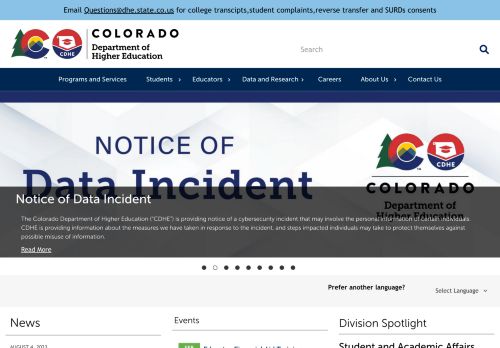 Email Questions@dhe.state.co.us for college transcipts,student complaints,reverse transfer and SURDs consents
COLORADO
Department of
Higher Education
CDHE
Search
Programs and Services
Students
Educators
Data and Research
Careers
About Us
Contact Us
NOTICE OF
Data Incident
CDHE
COLORADO
Department of
Higher Education
Notice of Data Incident
The Colorado Department of Higher Education ("CDHE") is providing notice of a cybersecurity incident that may involve the personal information of certain individuals.
CDHE is providing information about the measures we have taken in response to the incident, and steps impacted individuals may take to protect themselves against
possible misuse of information.
Read More
Prefer another language?
Select Language
News
Events
Division Spotlight
AUGUST 4, 2023
SEP
Student and Academic Affairs